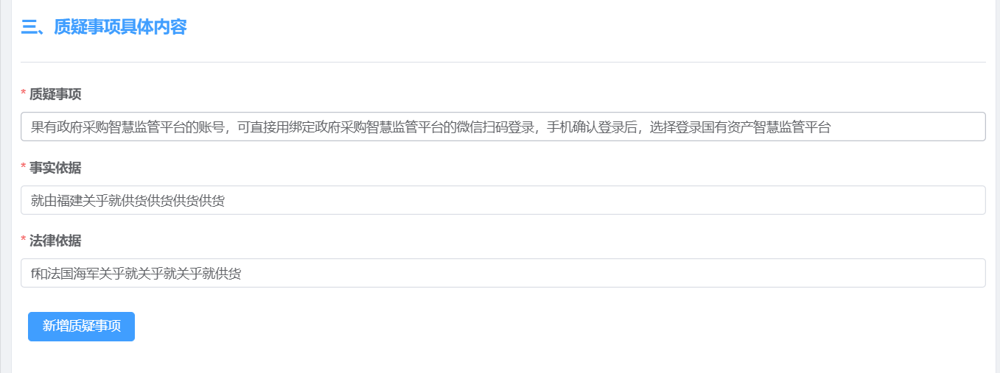 三、质疑事项具体内容
* 质疑事项
果有政府采购智慧监管平台的账号，可直接用绑定政府采购智慧监管平台的微信扫码登录，手机确认登录后，选择登录国有资产智慧监管平台
* 事实依据
就由福建关乎就供货供货供货供货
* 法律依据
f和法国海军关乎就关乎就关乎就供货
新增质疑事项